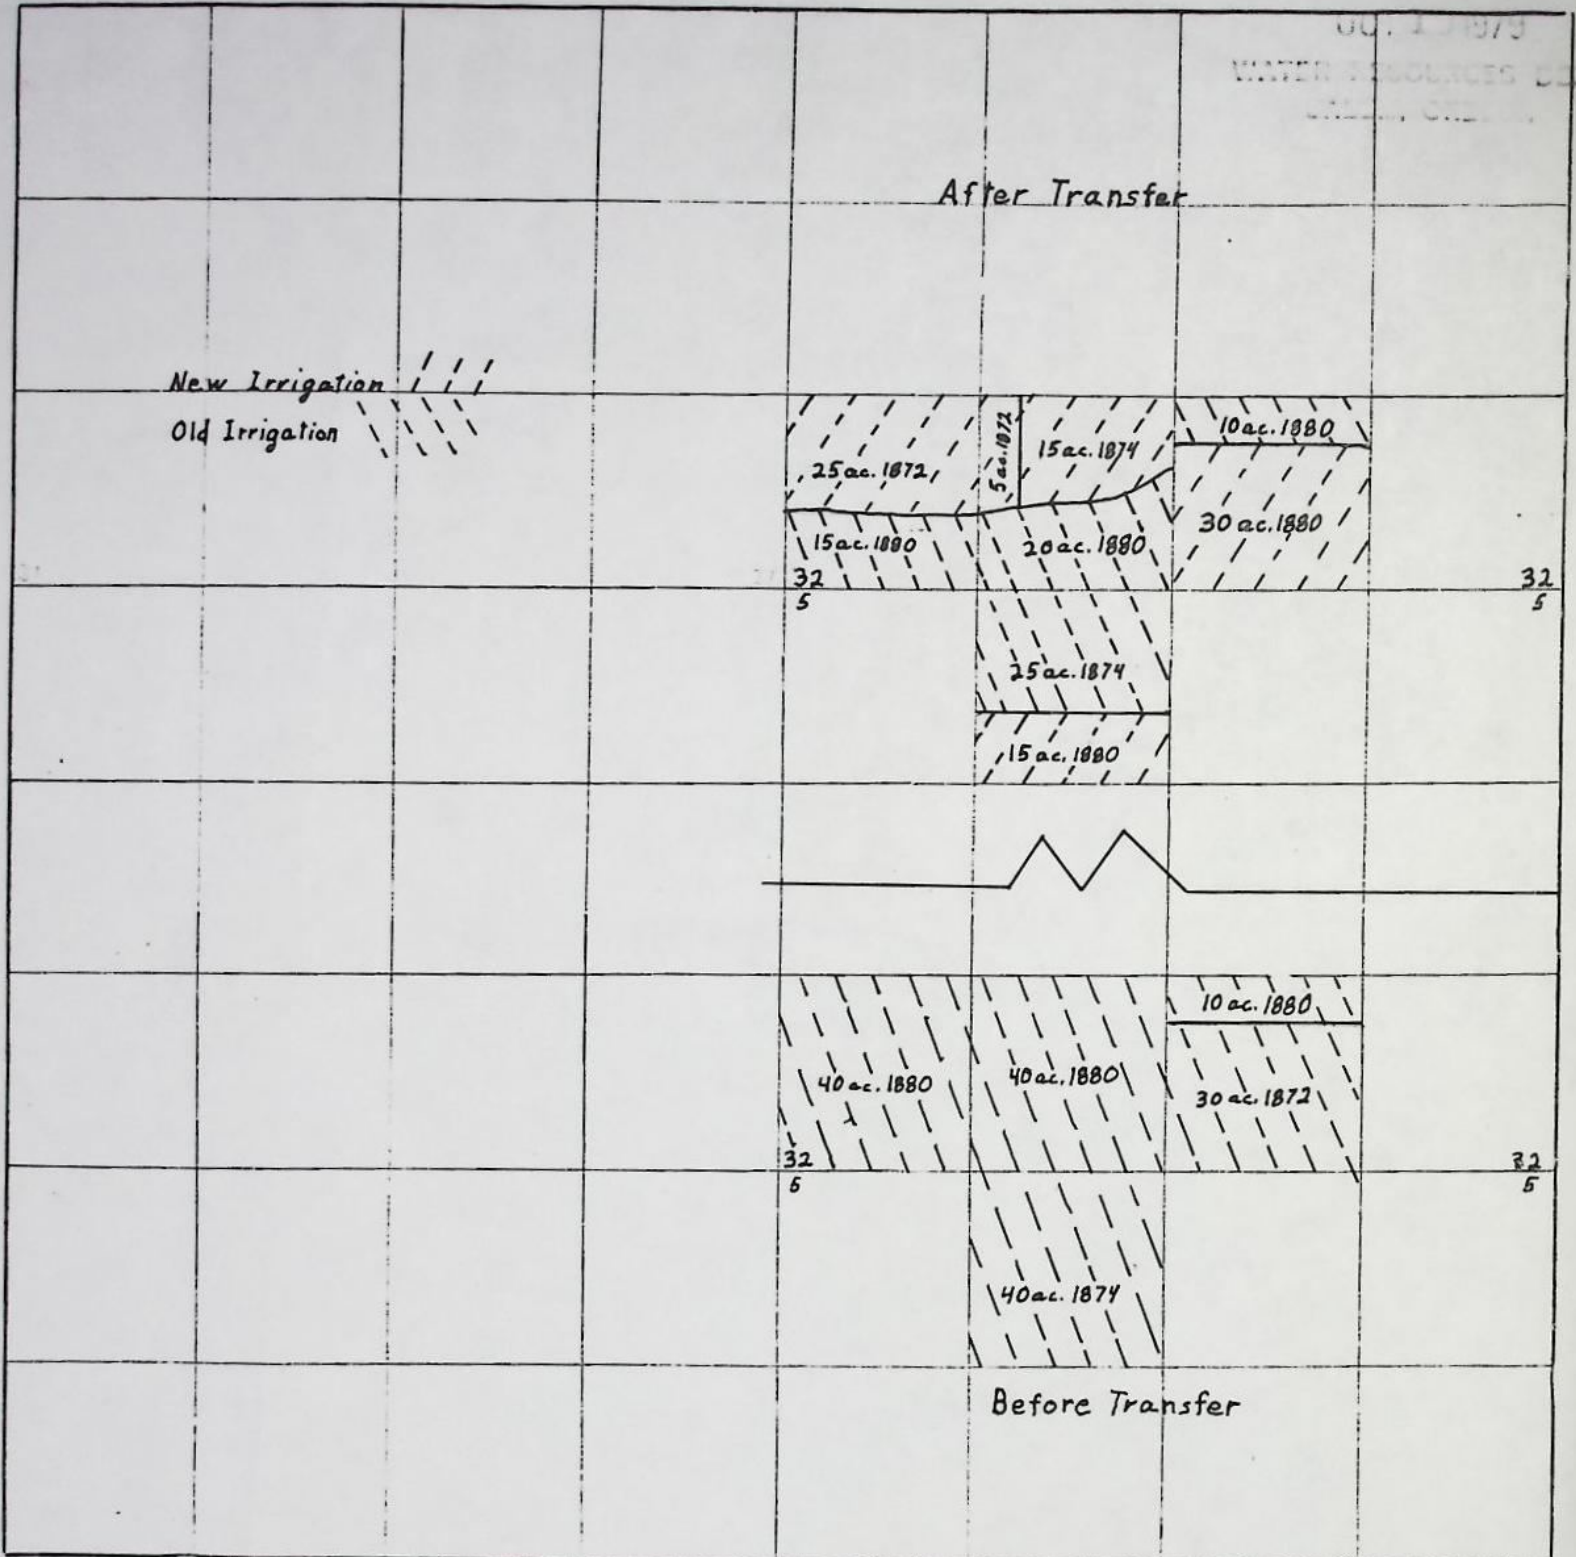 After Transfer
New Irrigation
Old Irrigation
25ac. 1872
5ac. 1872
15ac. 1874
10ac. 1880
15ac. 1880
20ac. 1880
30ac. 1880
32
5
32
5
25ac. 1874
15ac. 1880
40ac. 1880
40ac. 1880
10ac. 1880
30ac. 1872
32
5
32
5
40ac. 1874
Before Transfer